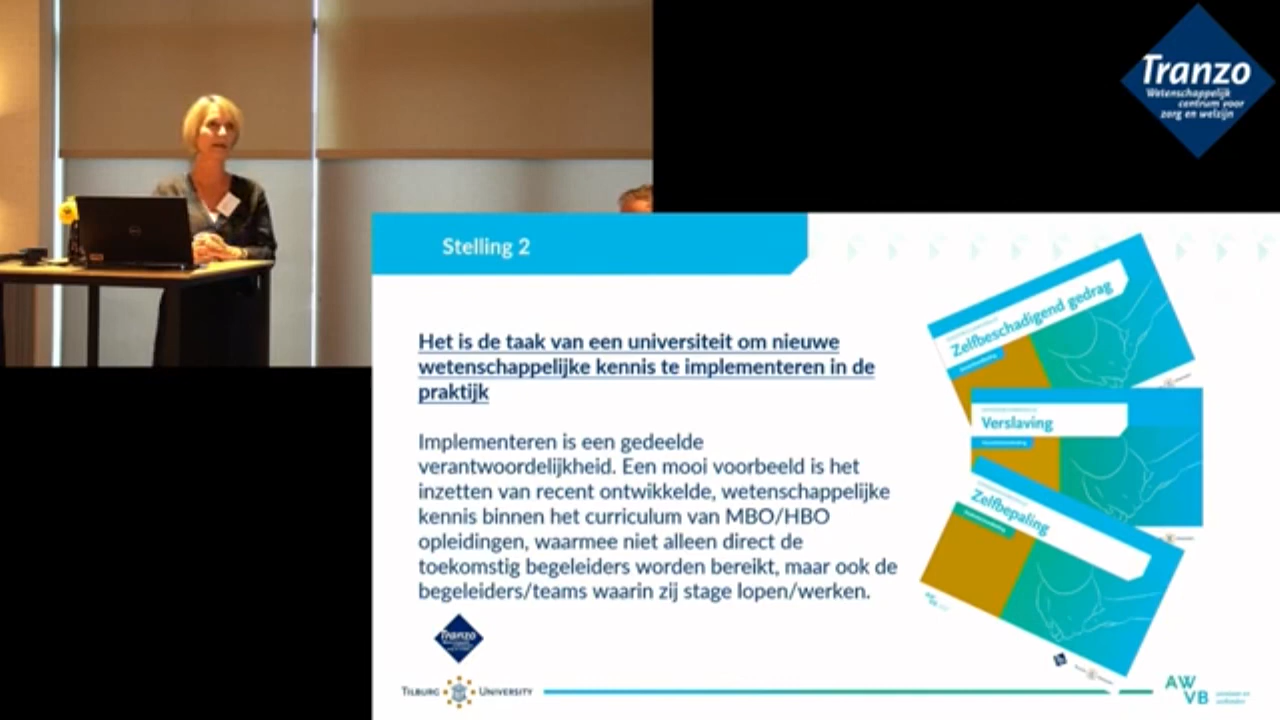 Tranzo
Wetenschappelijk
centrum voor
zorg en welzijn
Stelling 2
Het is de taak van een universiteit om nieuwe
wetenschappelijke kennis te implementeren in de
praktijk
Implementeren is een gedeelde
verantwoordelijkheid. Een mooi voorbeeld is het
inzetten van recent ontwikkelde, wetenschappelijke
kennis binnen het curriculum van MBO/HBO
opleidingen, waarmee niet alleen direct de
toekomstig begeleiders worden bereikt, maar ook de
begeleiders/teams waarin zij stage lopen/werken.
Zelfbeschadigend gedrag
Verslaving
Zelfbepaling
Tranzo
TILBURG UNIVERSITY
AW
VB